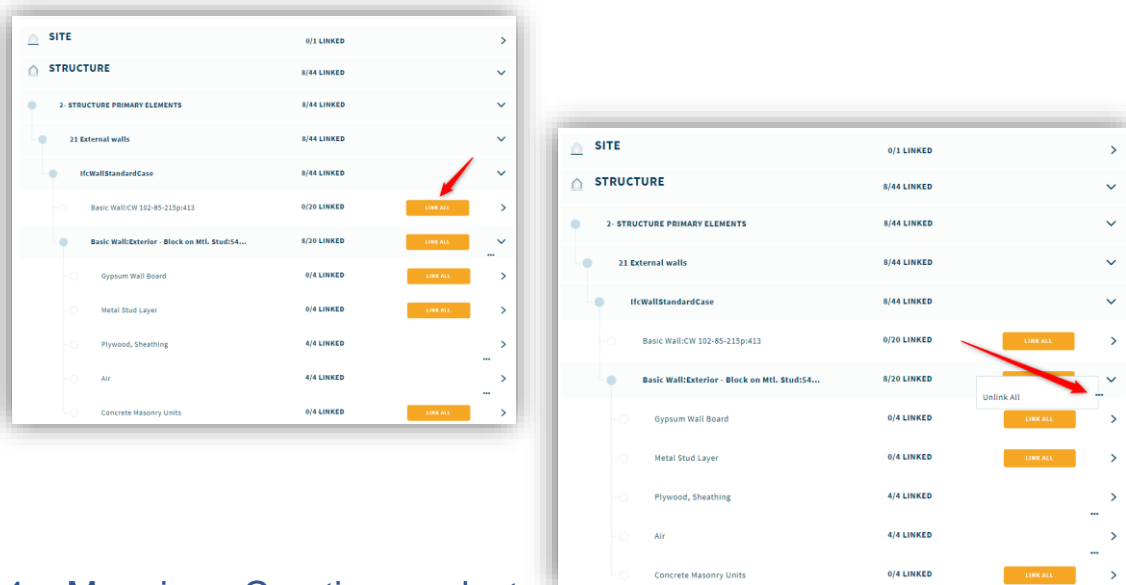 SITE 0/1 LINKED
STRUCTURE 8/44 LINKED
2- STRUCTURE PRIMARY ELEMENTS 8/44 LINKED
21 External walls 8/44 LINKED
IfcWallStandardCase 8/44 LINKED
Basic Wall:CW 102-85-215p:413 0/20 LINKED LINK ALL
Basic Wall:Exterior - Block on Mtl. Stud:54... 8/20 LINKED LINK ALL
Gypsum Wall Board 0/4 LINKED LINK ALL
Metal Stud Layer 0/4 LINKED LINK ALL
Plywood, Sheathing 4/4 LINKED
Air 4/4 LINKED
Concrete Masonry Units 0/4 LINKED LINK ALL
SITE 0/1 LINKED
STRUCTURE 8/44 LINKED
2- STRUCTURE PRIMARY ELEMENTS 8/44 LINKED
21 External walls 8/44 LINKED
IfcWallStandardCase 8/44 LINKED
Basic Wall:CW 102-85-215p:413 0/20 LINKED LINK ALL
Basic Wall:Exterior - Block on Mtl. Stud:54... 8/20 LINKED
Unlink All
Gypsum Wall Board 0/4 LINKED LINK ALL
Metal Stud Layer 0/4 LINKED LINK ALL
Plywood, Sheathing 4/4 LINKED
Air 4/4 LINKED
Concrete Masonry Units 0/4 LINKED LINK ALL